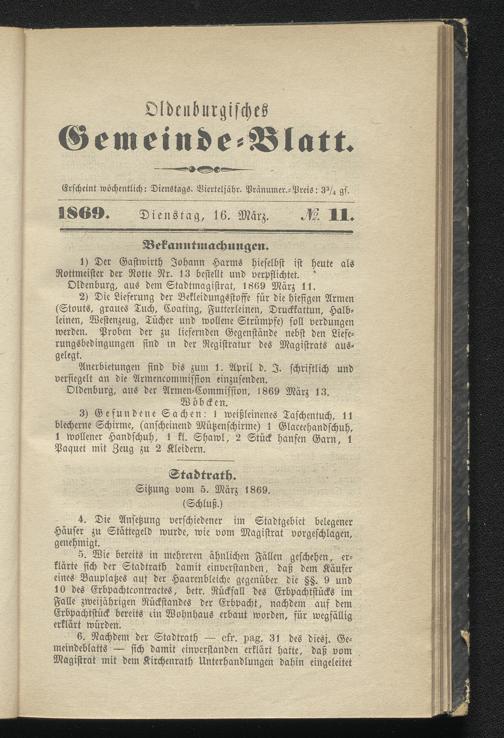 Oldenburgisches
Gemeinde-Blatt.
Erscheint wöchentlich: Dienstags. Vierteljähr. Pränumer.-Preis: 3¾ gs.
1869. Dienstag, 16. März. № 11.
Bekanntmachungen.
1) Der Gastwirth Johann Harms hieselbst ist heute als
Rottmeister der Rotte Nr. 13 bestellt und verpflichtet.
Oldenburg, aus dem Stadtmagistrat, 1869 März 11.
2) Die Lieferung der Bekleidungsstoffe für die hiesigen Armen
(Stouts, graues Tuch, Coating, Futterleinen, Druckkattun, Halb-
leinen, Westenzeug, Tücher und wollene Strümpfe) soll verdungen
werden. Proben der zu liefernden Gegenstände nebst den Liefe-
rungsbedingungen sind in der Registratur des Magistrats aus-
gelegt.
Anerbietungen sind bis zum 1. April d. J. schriftlich und
versiegelt an die Armencommission einzusenden.
Oldenburg, aus der Armen-Commission, 1869 März 13.
Wöbcken.
3) Gefundene Sachen: 1 weißleinenes Taschentuch, 11
blecherne Schirme, (anscheinend Mützenschirme) 1 Glaceehandschuh,
1 wollener Handschuh, 1 kl. Shawl, 2 Stück hansen Garn, 1
Paquet mit Zeug zu 2 Kleidern.
Stadtrath.
Sitzung vom 5. März 1869.
(Schluß.)
4. Die Ansetzung verschiedener im Stadtgebiet belegener
Häuser zu Stättegeld wurde, wie vom Magistrat vorgeschlagen,
genehmigt.
5. Wie bereits in mehreren ähnlichen Fällen geschehen, er-
klärte sich der Stadtrath damit einverstanden, daß dem Käufer
eines Bauplatzes auf der Haarenbleiche gegenüber die §§. 9 und
10 des Erbpachtcontractes, betr. Rückfall des Erbpachtstücks im
Falle zweijährigen Rückstandes der Erbpacht, nachdem auf dem
Erbpachtstück bereits ein Wohnhaus erbaut worden, für wegfällig
erklärt würden.
6. Nachdem der Stadtrath — cfr. pag. 31 des diesj. Ge-
meindeblatts — sich damit einverstanden erklärt hatte, daß vom
Magistrat mit dem Kirchenrath Unterhandlungen dahin eingeleitet